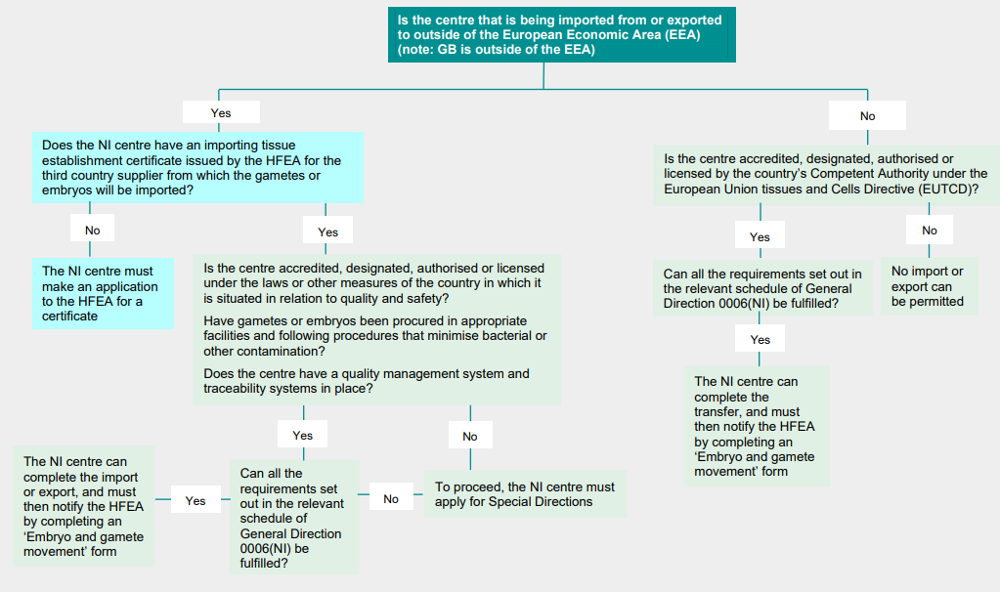 Is the centre that is being imported from or exported
to outside of the European Economic Area (EEA)
(note: GB is outside of the EEA)
Yes
No
Does the NI centre have an importing tissue
establishment certificate issued by the HFEA for the
third country supplier from which the gametes or
embryos will be imported?
Is the centre accredited, designated, authorised or
licensed by the country's Competent Authority under the
European Union tissues and Cells Directive (EUTCD)?
No
Yes
Yes
No
The NI centre must
make an application
to the HFEA for a
certificate
Is the centre accredited, designated, authorised or licensed
under the laws or other measures of the country in which it
is situated in relation to quality and safety?
Have gametes or embryos been procured in appropriate
facilities and following procedures that minimise bacterial or
other contamination?
Does the centre have a quality management system and
traceability systems in place?
Can all the requirements set out in
the relevant schedule of General
Direction 0006(NI) be fulfilled?
No import or
export can
be permitted
Yes
The NI centre can
complete the
transfer, and must
then notify the HFEA
by completing an
‘Embryo and gamete
movement’ form
Yes
No
The NI centre can
complete the import
or export, and must
then notify the HFEA
by completing an
‘Embryo and gamete
movement’ form
Yes
Can all the
requirements set
out in the relevant
schedule of
General Direction
0006(NI) be
fulfilled?
No
To proceed, the NI centre must
apply for Special Directions